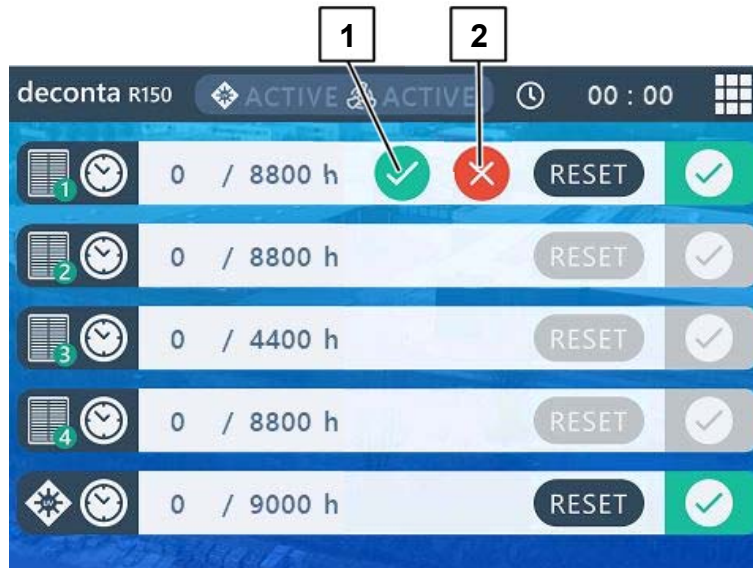 1 2
deconta R150 ACTIVE ACTIVE 00 : 00
1 0 / 8800 h RESET
2 0 / 8800 h RESET
3 0 / 4400 h RESET
4 0 / 8800 h RESET
UV 0 / 9000 h RESET